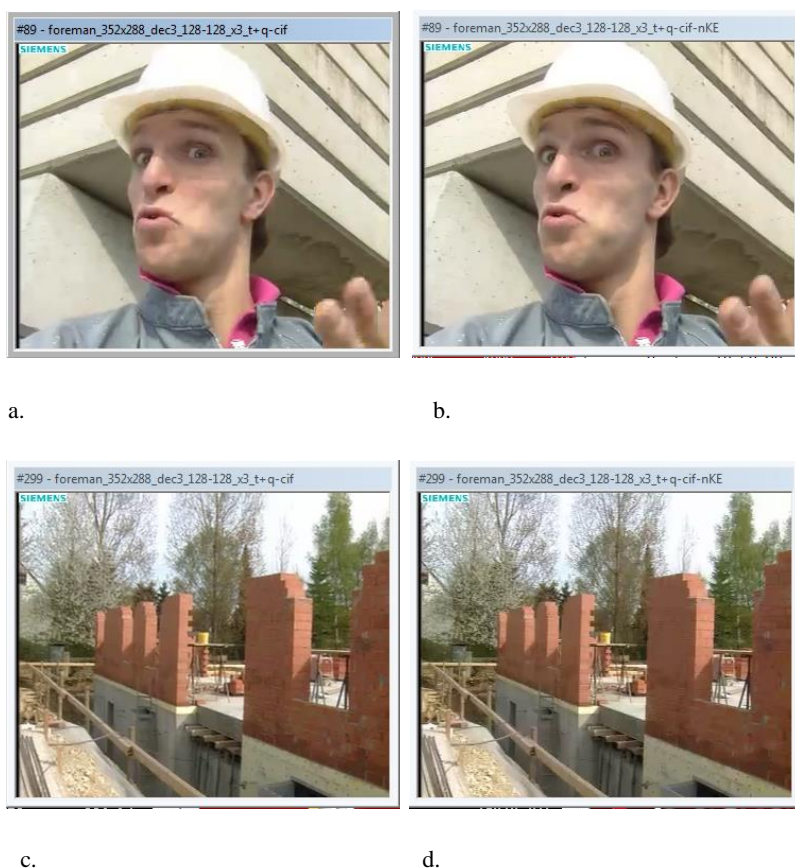 #89 - foreman_352x288_dec3_128-128_x3_t+q-cif
#89 - foreman_352x288_dec3_128-128_x3_t+q-cif-nKE
SIEMENS
SIEMENS
a.
b.
#299 - foreman_352x288_dec3_128-128_x3_t+q-cif
#299 - foreman_352x288_dec3_128-128_x3_t+q-cif-nKE
SIEMENS
SIEMENS
c.
d.